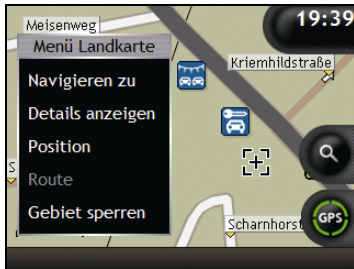 Meisenweg
19:39
Menü Landkarte
Kriemhildstraße
Navigieren zu
Details anzeigen
Position
S
Route
Gebiet sperren
Scharnhorst
GPS